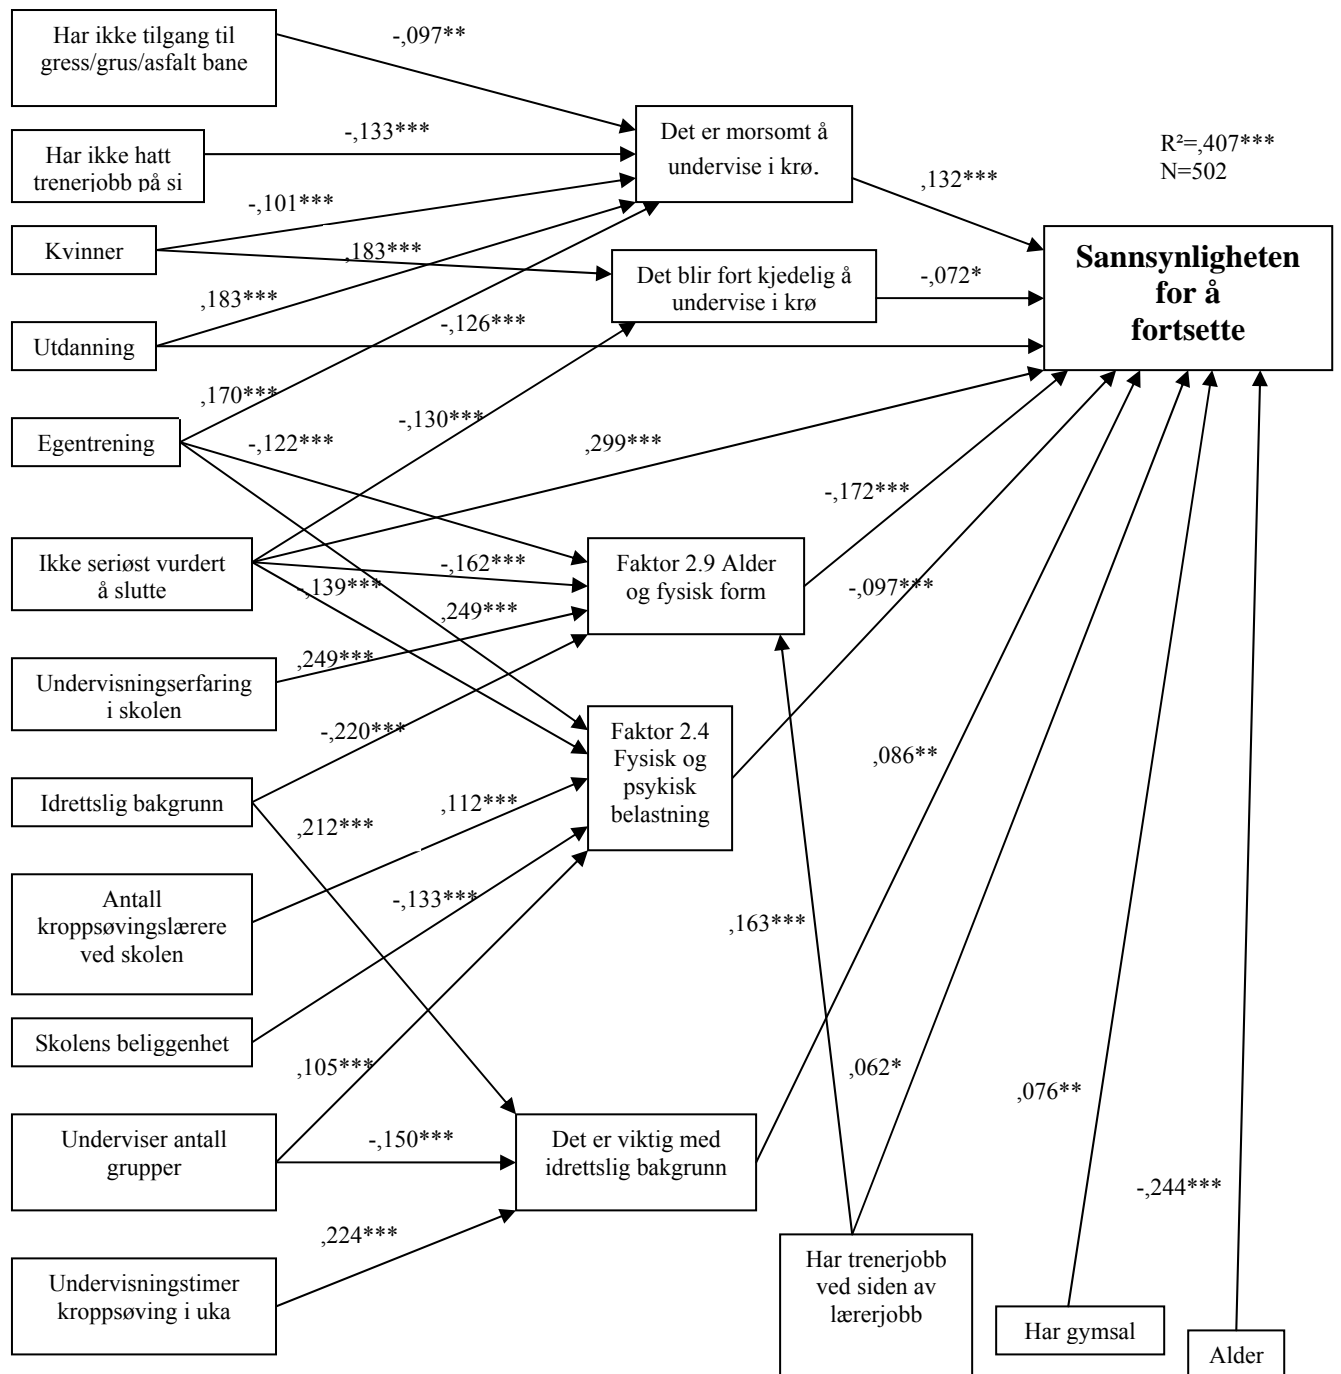 Har ikke tilgang til
gress/grus/asfalt bane
-,097**
Har ikke hatt
trenerjobb på si
-,133***
Det er morsomt å
undervise i krø.
R²=,407***
N=502
,132***
-,101***
Kvinner
,183***
Det blir fort kjedelig å
undervise i krø
-,072*
Sannsynligheten
for å
fortsette
,183***
-,126***
Utdanning
,170***
Egentrening
-,122***
-,130***
,299***
-,172***
Ikke seriøst vurdert
å slutte
-,162***
-,139***
Faktor 2.9 Alder
og fysisk form
-,097***
,249***
,249***
Undervisningserfaring
i skolen
-,220***
Faktor 2.4
Fysisk og
psykisk
belastning
,086**
Idrettslig bakgrunn
,212***
,112***
Antall
kroppsøvingslærere
ved skolen
-,133***
,163***
Skolens beliggenhet
,105***
,062*
,076**
Underviser antall
grupper
-,150***
Det er viktig med
idrettslig bakgrunn
-,244***
,224***
Undervisningstimer
kroppsøving i uka
Har trenerjobb
ved siden av
lærerjobb
Har gymsal
Alder